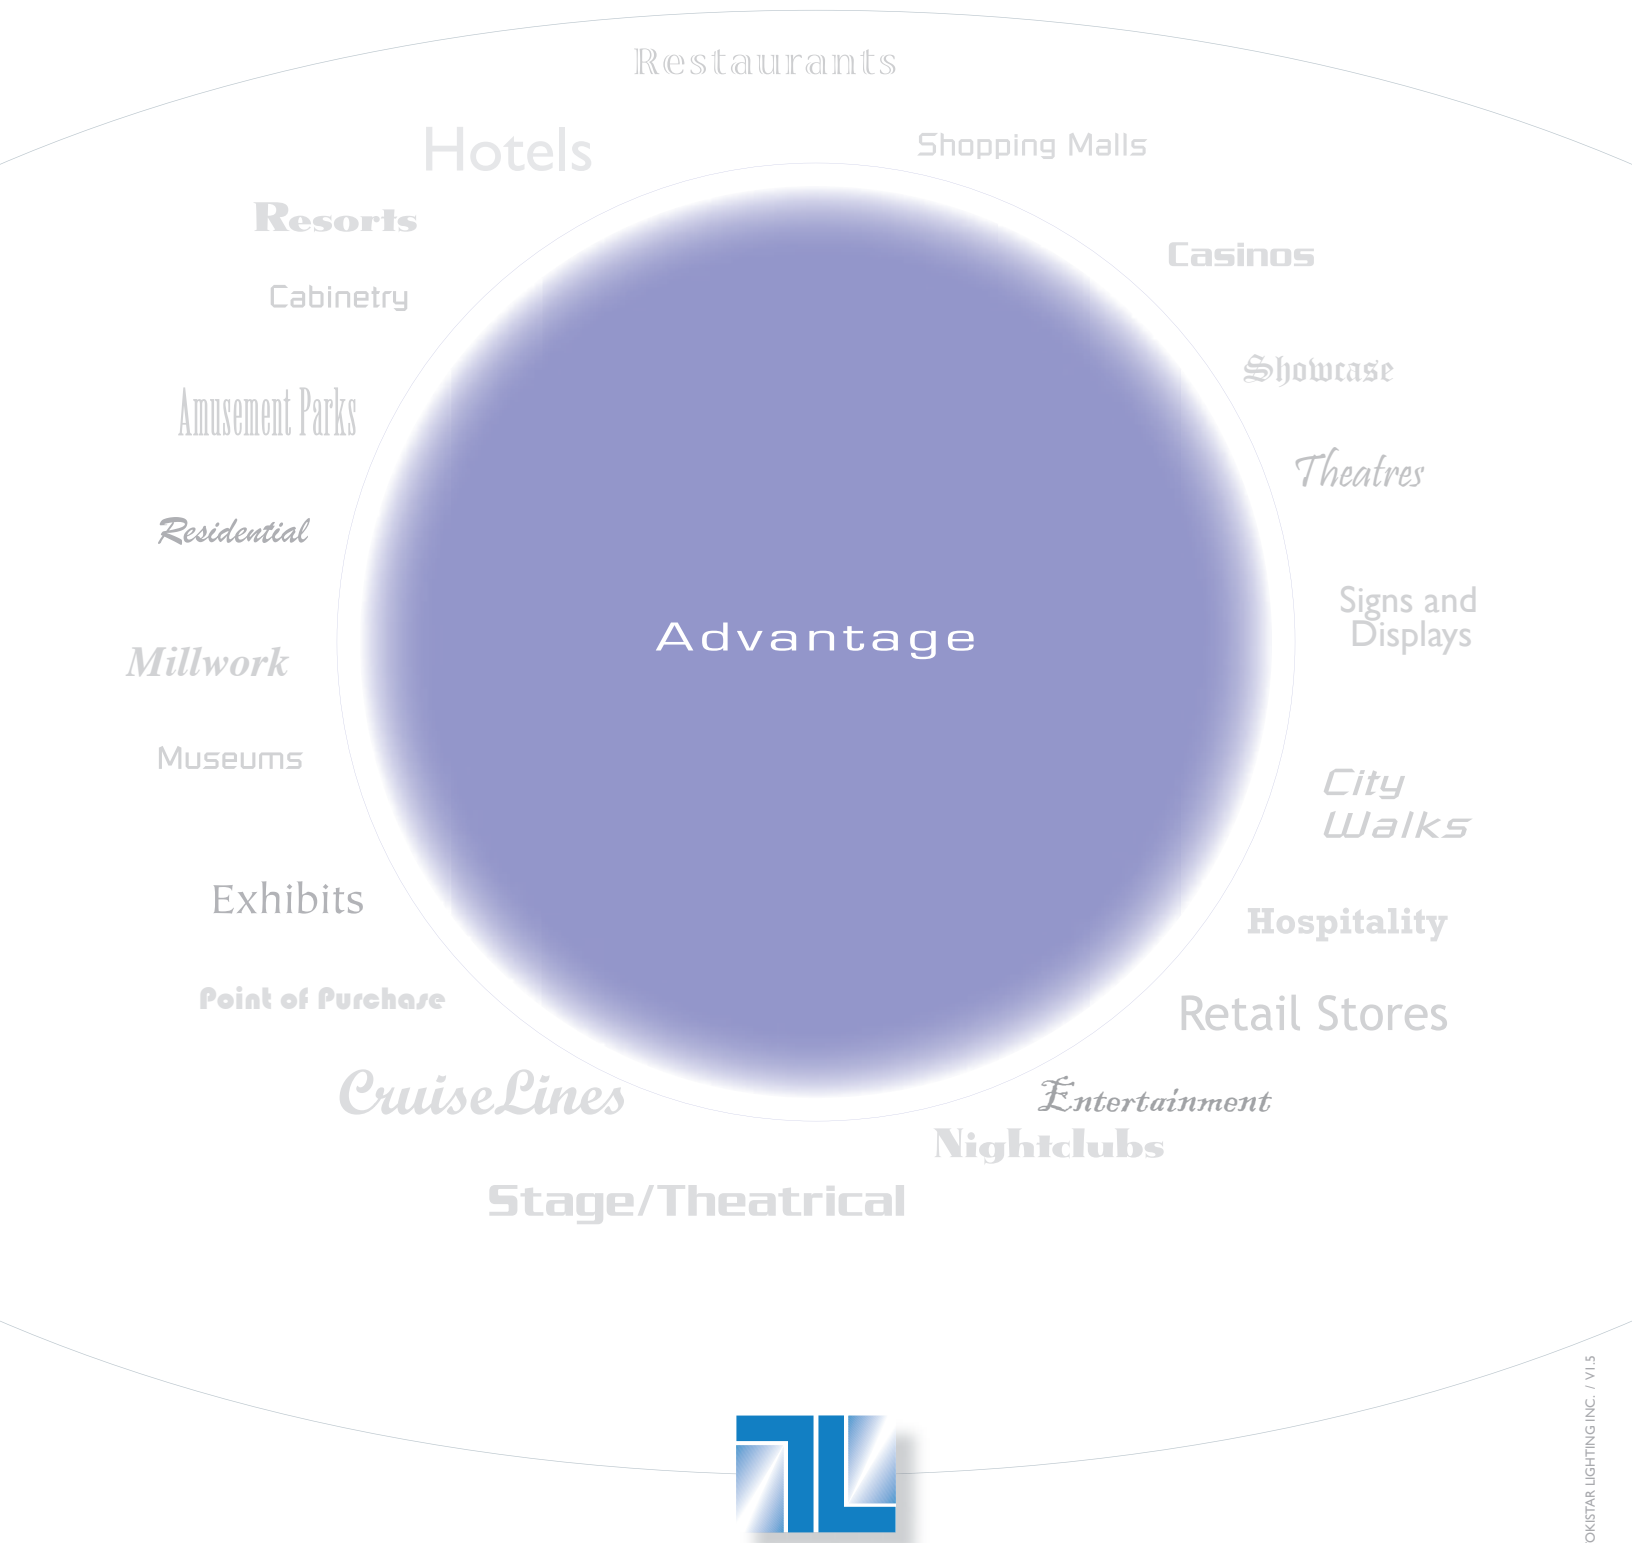 Restaurants
Hotels
Shopping Malls
Resorts
Casinos
Cabinetry
Showcase
Amusement Parks
Theatres
Residential
Signs and
Displays
Advantage
Millwork
Museums
City
Walks
Exhibits
Hospitality
Point of Purchase
Retail Stores
CruiseLines
Entertainment
Nightclubs
Stage/Theatrical
OKISTAR LIGHTING INC. / V1.5